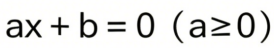 ax + b = 0 (a≥0)